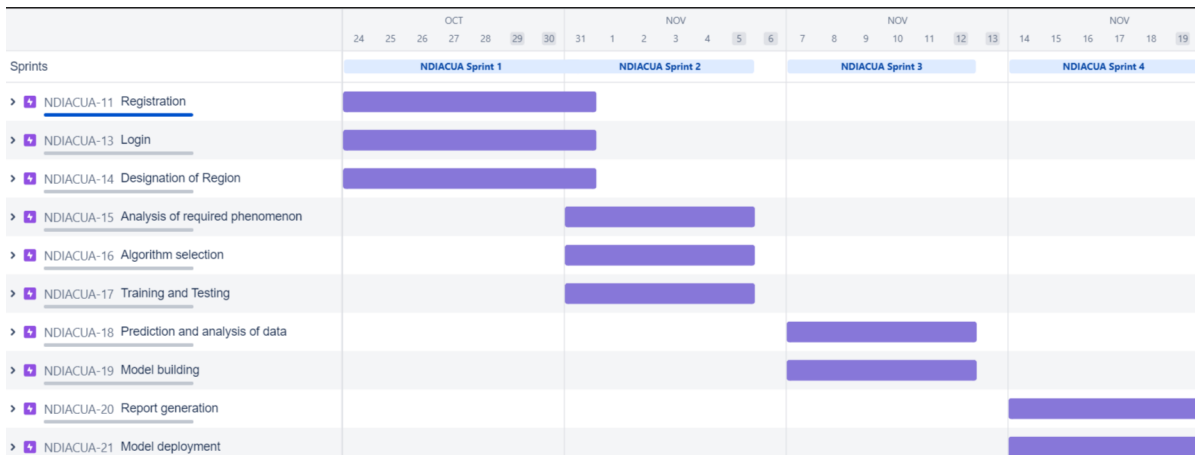 OCT NOV NOV NOV
24 25 26 27 28 29 30 31 1 2 3 4 5 6 7 8 9 10 11 12 13 14 15 16 17 18 19
Sprints NDIACUA Sprint 1 NDIACUA Sprint 2 NDIACUA Sprint 3 NDIACUA Sprint 4
NDIACUA-11 Registration
NDIACUA-13 Login
NDIACUA-14 Designation of Region
NDIACUA-15 Analysis of required phenomenon
NDIACUA-16 Algorithm selection
NDIACUA-17 Training and Testing
NDIACUA-18 Prediction and analysis of data
NDIACUA-19 Model building
NDIACUA-20 Report generation
NDIACUA-21 Model deployment